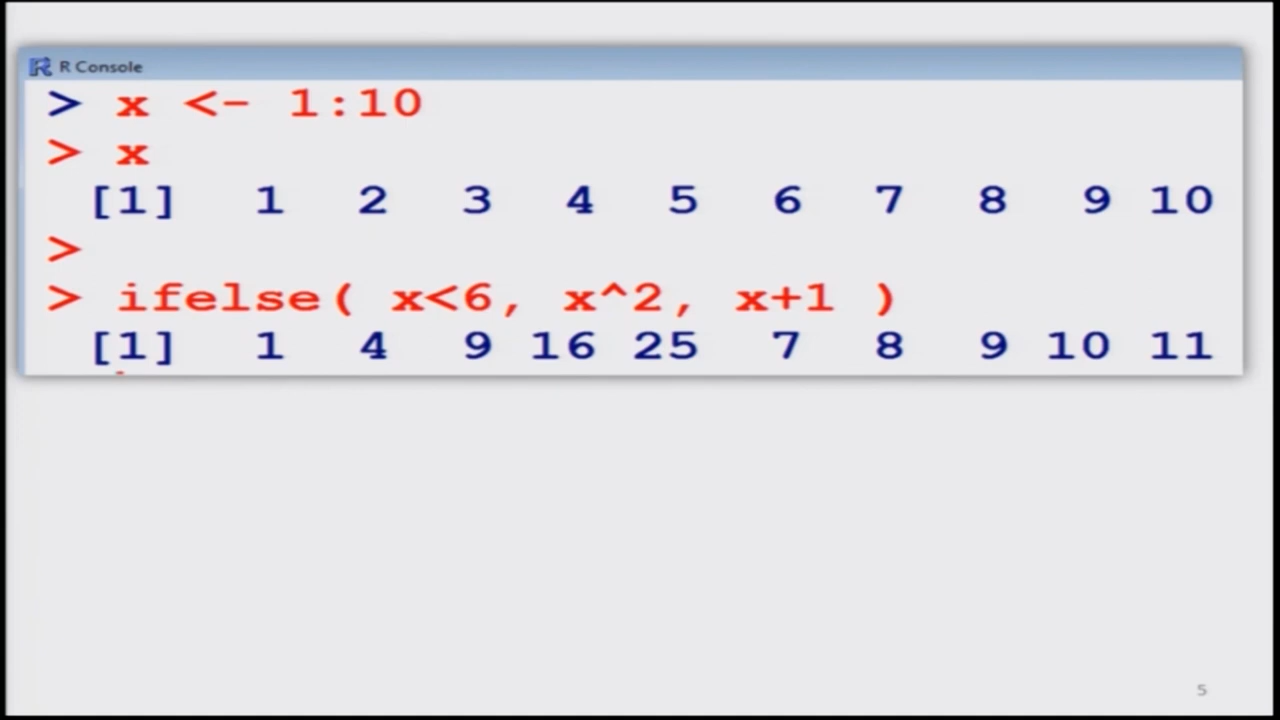 R Console
> x <- 1:10
> x
[1] 1 2 3 4 5 6 7 8 9 10
>
> ifelse( x<6, x^2, x+1 )
[1] 1 4 9 16 25 7 8 9 10 11
5